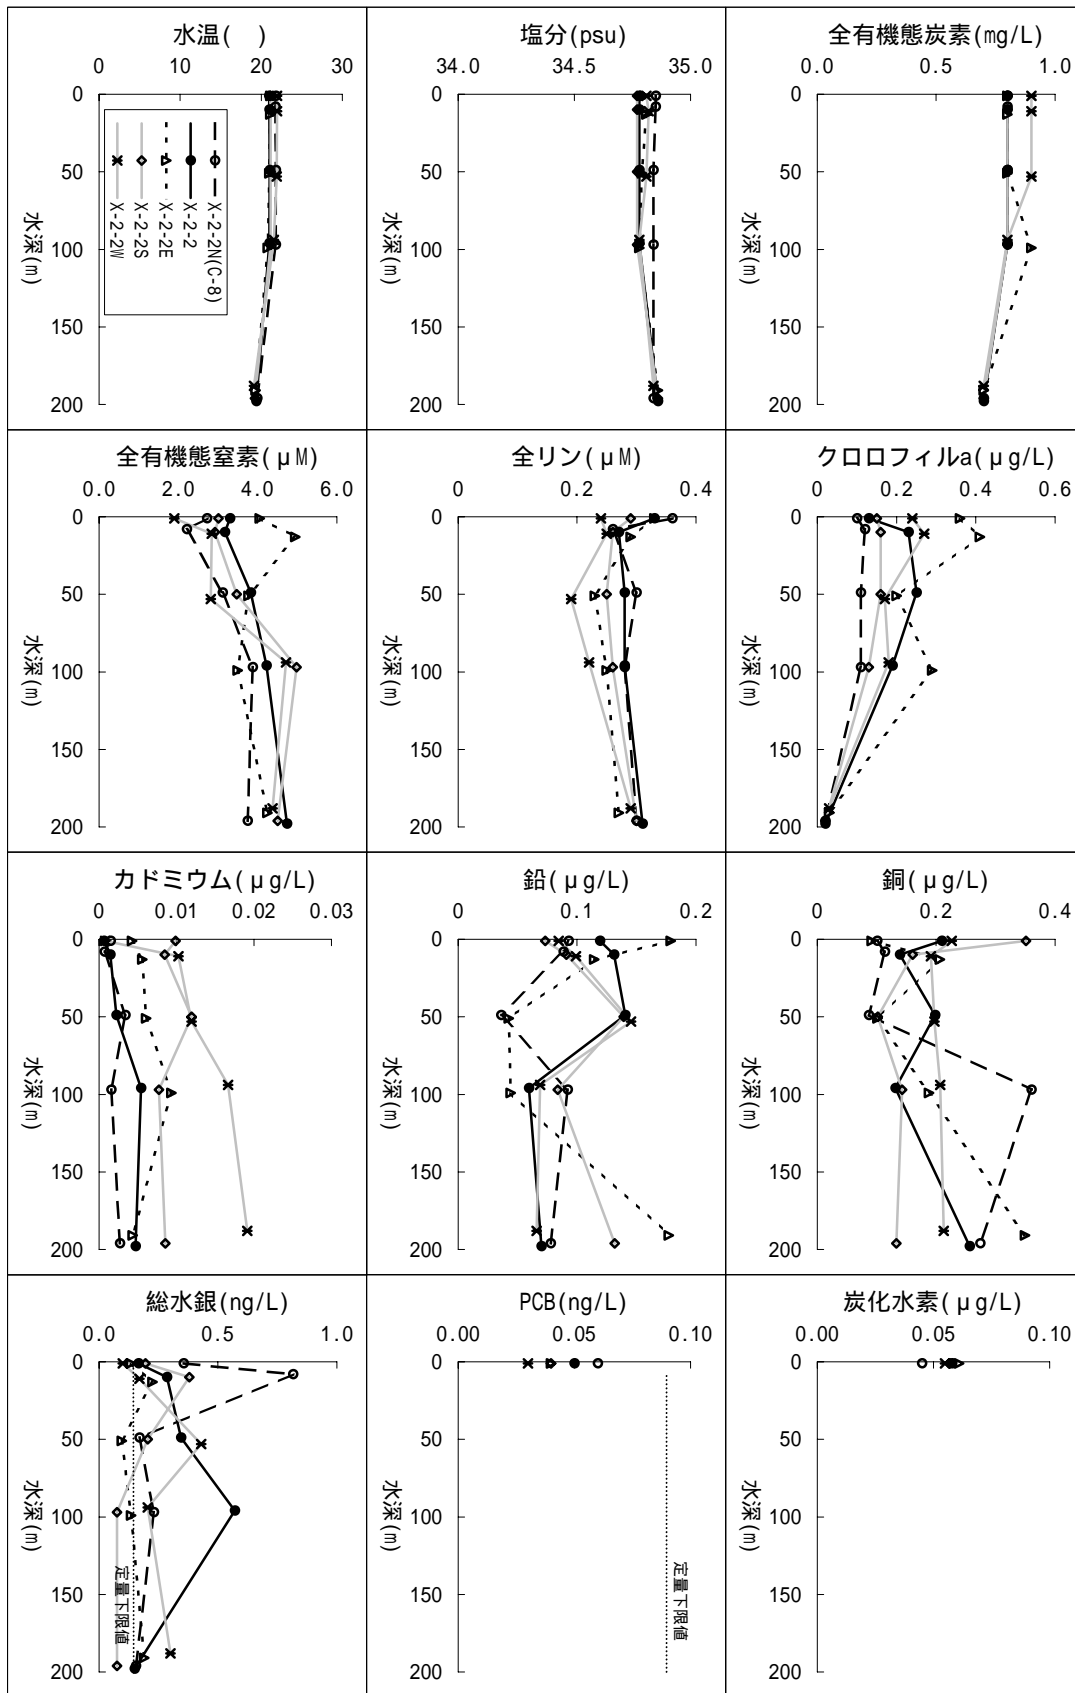 水温( )
0 10 20 30
0
50
100
150
200
水深(m)
X-2-2N(C-8)
X-2-2
X-2-2E
X-2-2S
X-2-2W
塩分(psu)
34.0 34.5 35.0
0
50
100
150
200
水深(m)
全有機態炭素(mg/L)
0.0 0.5 1.0
0
50
100
150
200
水深(m)
全有機態窒素(μM)
0.0 2.0 4.0 6.0
0
50
100
150
200
水深(m)
全リン(μM)
0 0.2 0.4
0
50
100
150
200
水深(m)
クロロフィルa(μg/L)
0 0.2 0.4 0.6
0
50
100
150
200
水深(m)
カドミウム(μg/L)
0 0.01 0.02 0.03
0
50
100
150
200
水深(m)
鉛(μg/L)
0 0.1 0.2
0
50
100
150
200
水深(m)
銅(μg/L)
0 0.2 0.4
0
50
100
150
200
水深(m)
総水銀(ng/L)
0.0 0.5 1.0
0
50
100
150
200
水深(m)
定量下限値
PCB(ng/L)
0.00 0.05 0.10
0
50
100
150
200
水深(m)
定量下限値
炭化水素(μg/L)
0.00 0.05 0.10
0
50
100
150
200
水深(m)